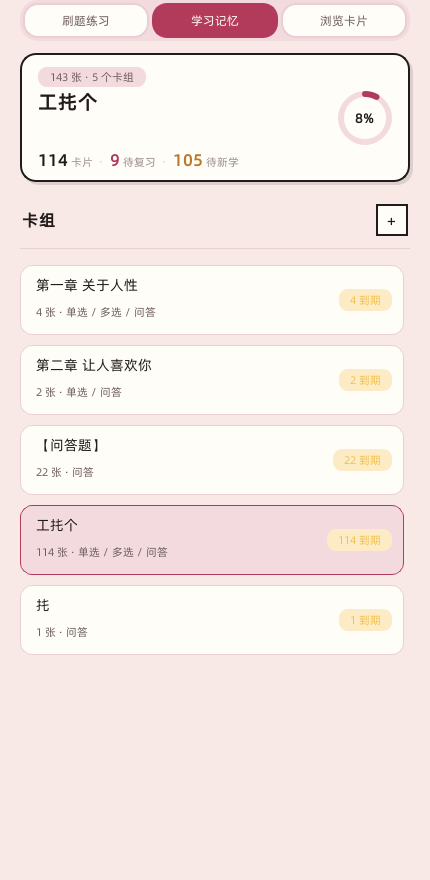 刷题练习
学习记忆
浏览卡片
143 张 · 5 个卡组
工扥个
8%
114 卡片 · 9 待复习 · 105 待新学
卡组
+
第一章 关于人性
4 张 · 单选 / 多选 / 问答
4 到期
第二章 让人喜欢你
2 张 · 单选 / 问答
2 到期
【问答题】
22 张 · 问答
22 到期
工扥个
114 张 · 单选 / 多选 / 问答
114 到期
扥
1 张 · 问答
1 到期